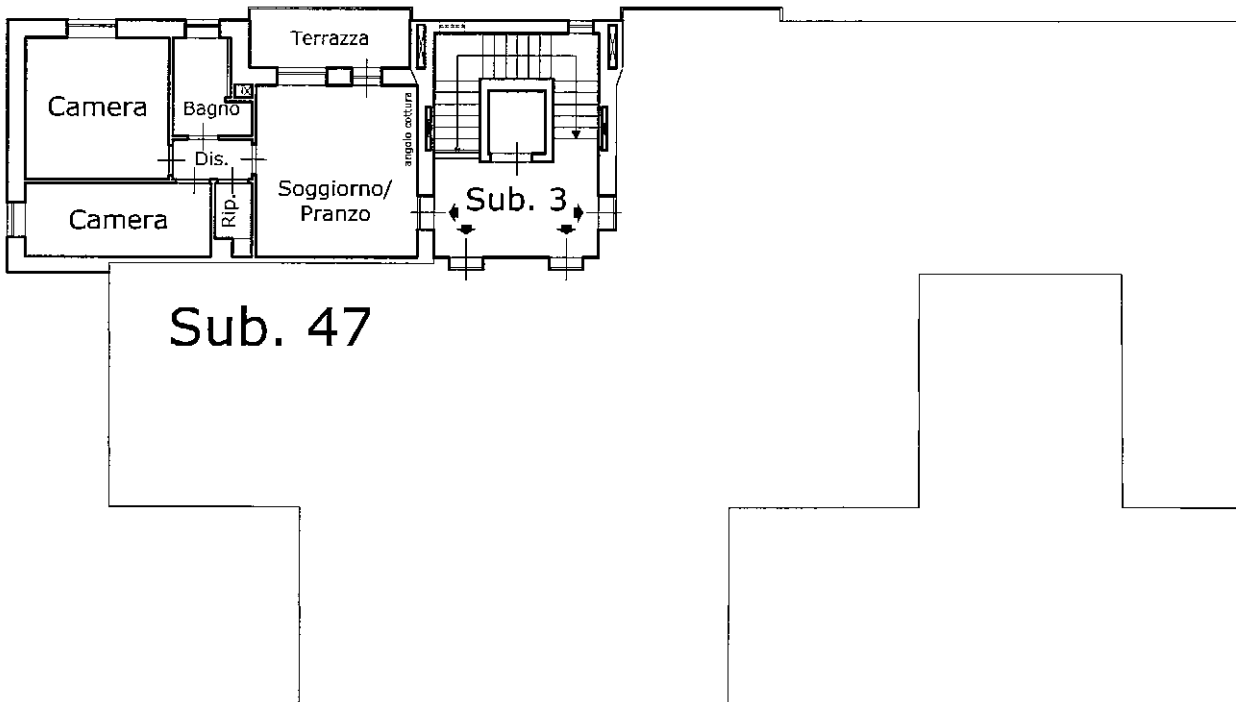 Terrazza
Camera
Bagno
angolo cottura
Dis.
Soggiorno/
Pranzo
Rip.
Camera
Sub. 3
Sub. 47